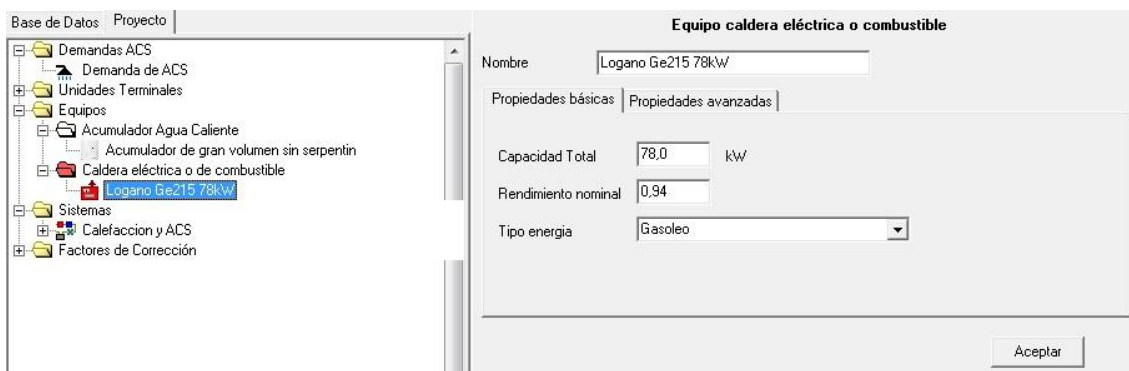 Base de Datos Proyecto
Demandas ACS
Demanda de ACS
Unidades Terminales
Equipos
Acumulador Agua Caliente
Acumulador de gran volumen sin serpentin
Caldera eléctrica o de combustible
Logano Ge215 78kW
Sistemas
Calefaccion y ACS
Factores de Corrección
Equipo caldera eléctrica o combustible
Nombre Logano Ge215 78kW
Propiedades básicas Propiedades avanzadas
Capacidad Total 78,0 kW
Rendimiento nominal 0,94
Tipo energia Gasoleo
Aceptar